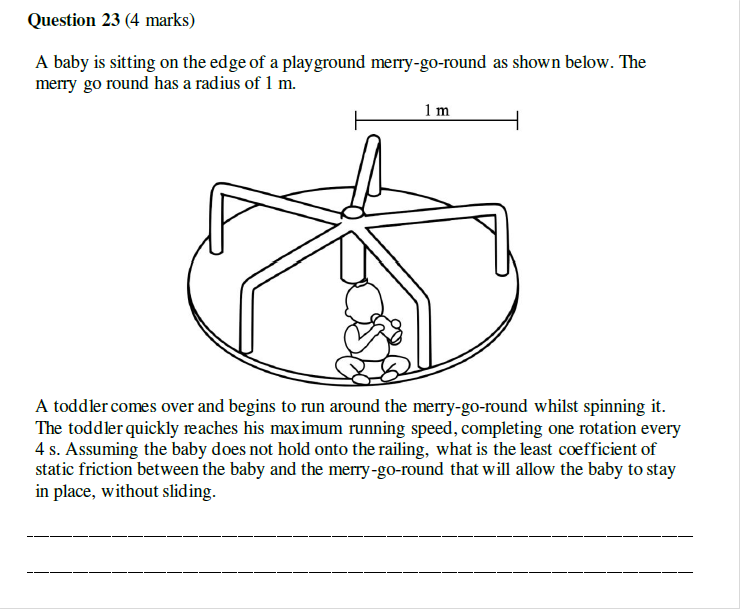 Question 23 (4 marks)
A baby is sitting on the edge of a playground merry-go-round as shown below. The
merry go round has a radius of 1 m.
1 m
A toddler comes over and begins to run around the merry-go-round whilst spinning it.
The toddler quickly reaches his maximum running speed, completing one rotation every
4 s. Assuming the baby does not hold onto the railing, what is the least coefficient of
static friction between the baby and the merry-go-round that will allow the baby to stay
in place, without sliding.